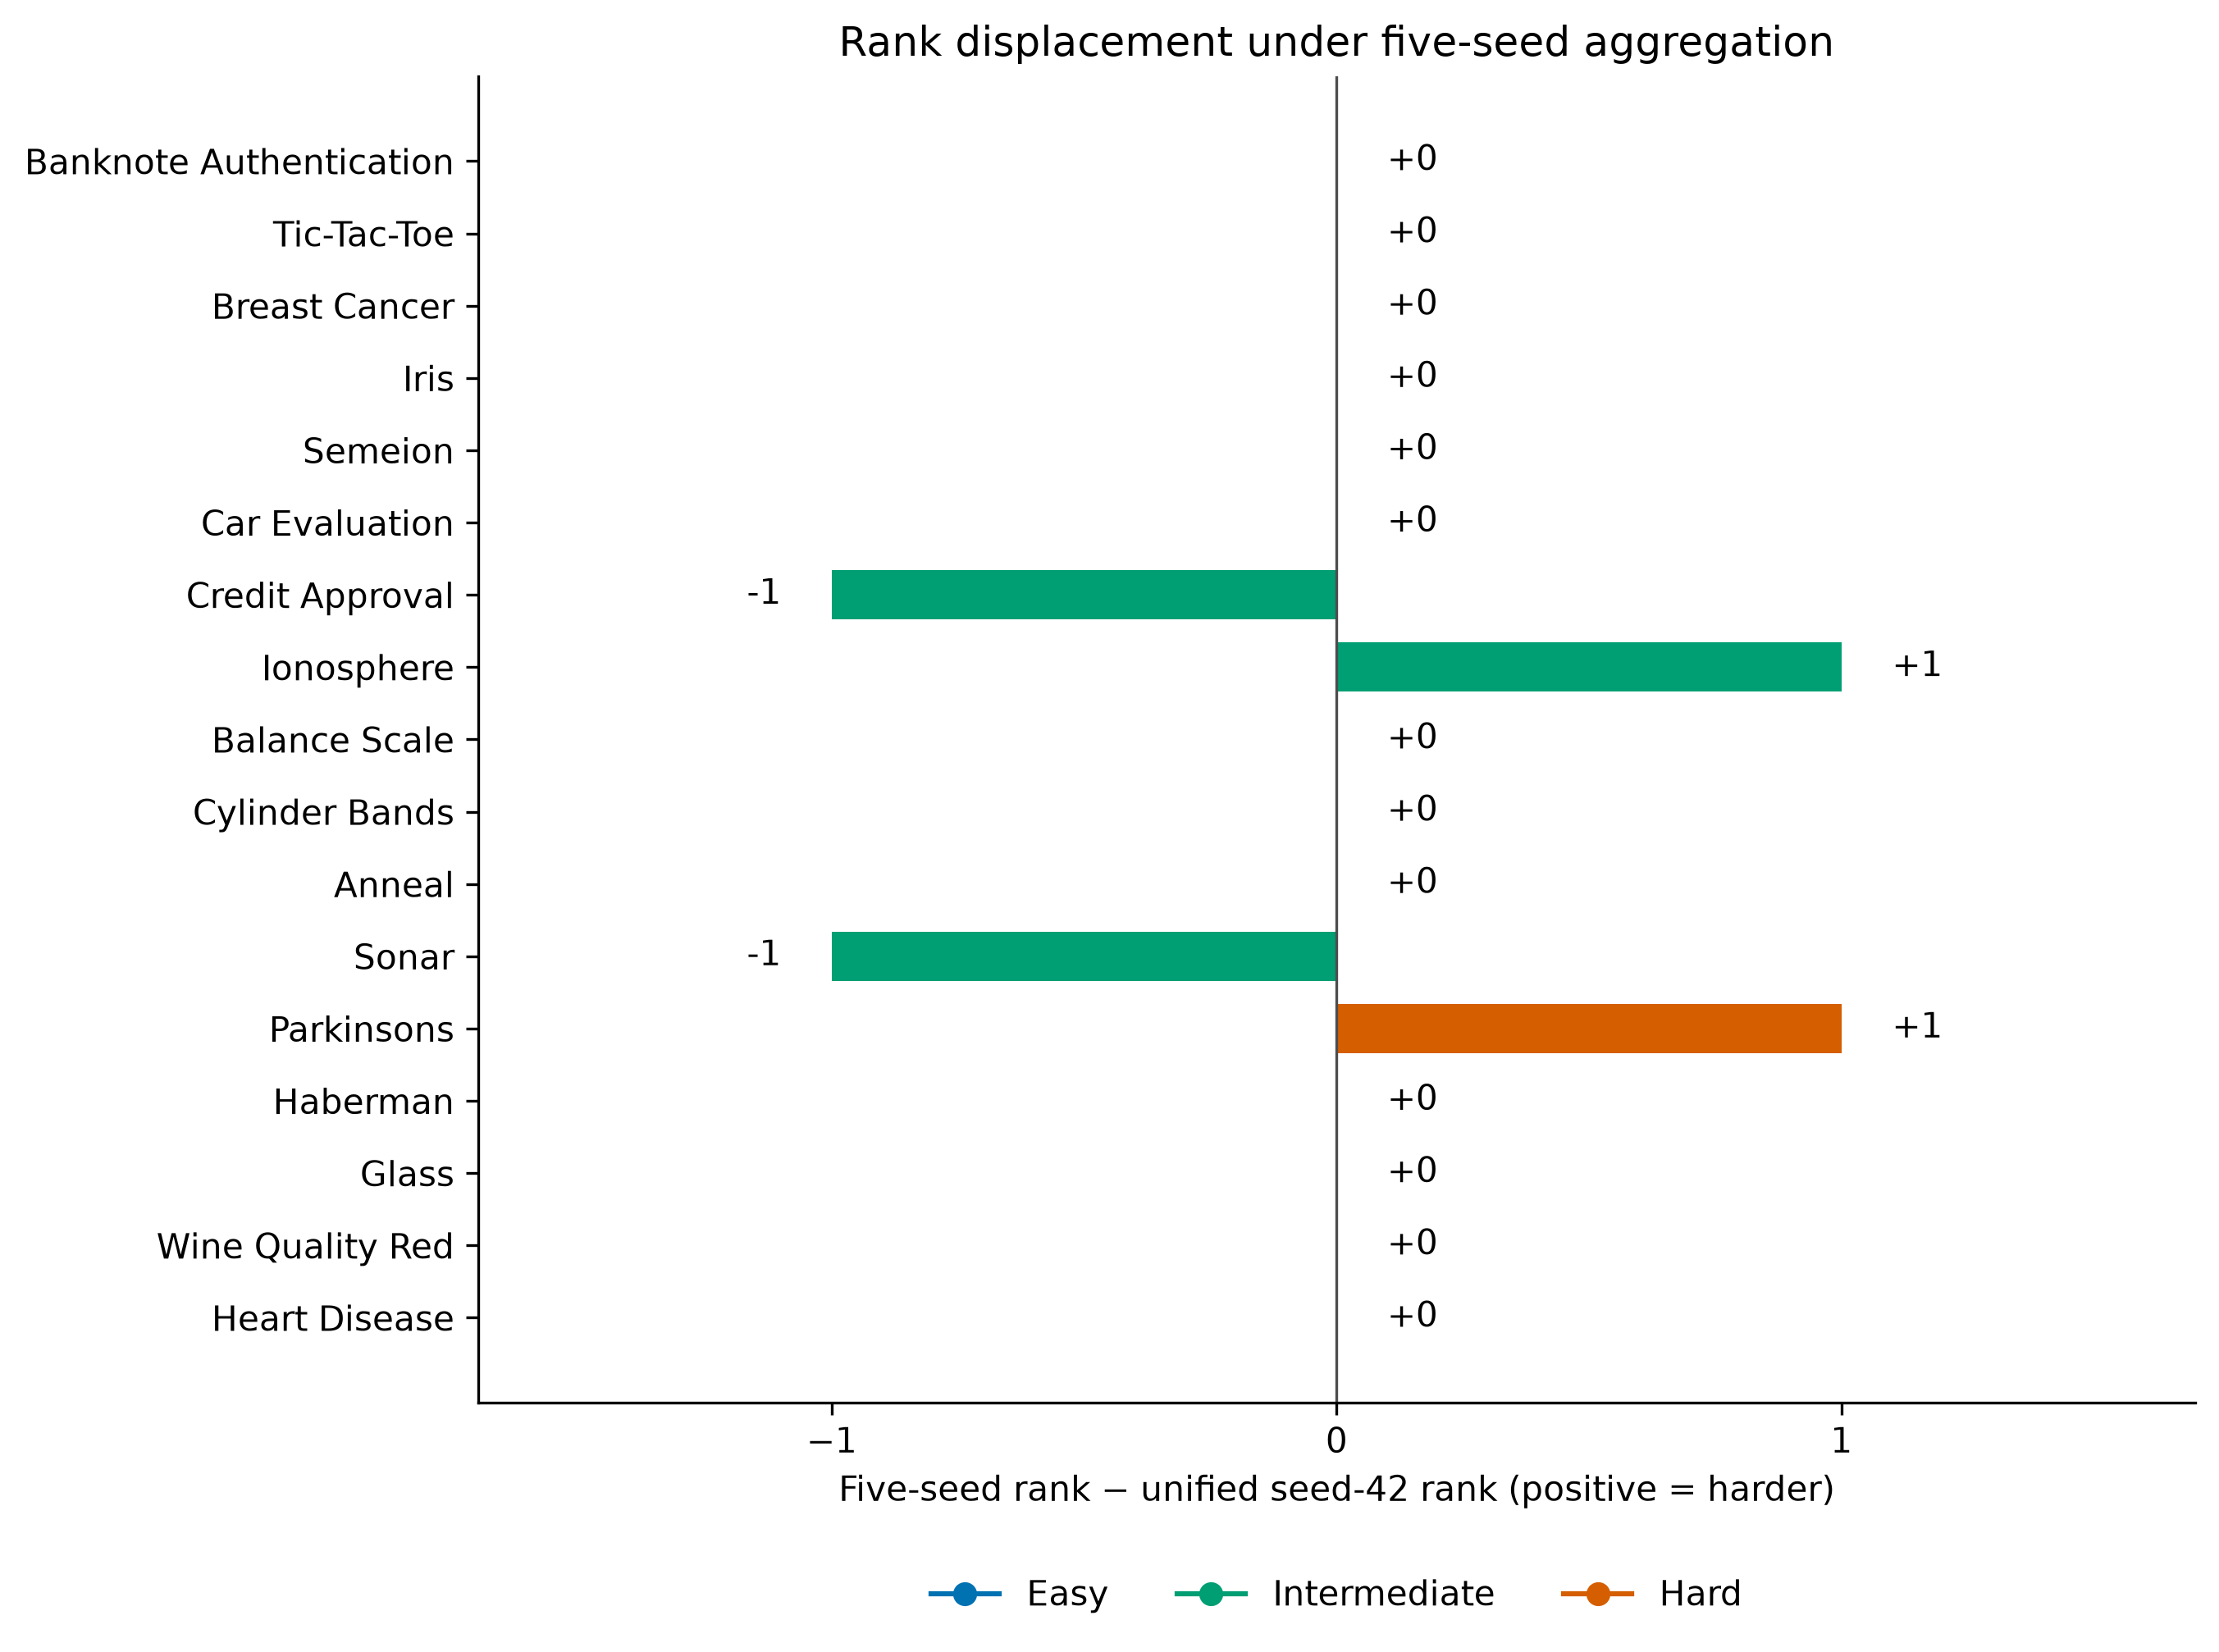 Rank displacement under five-seed aggregation
Banknote Authentication +0
Tic-Tac-Toe +0
Breast Cancer +0
Iris +0
Semeion +0
Car Evaluation +0
Credit Approval -1
Ionosphere +1
Balance Scale +0
Cylinder Bands +0
Anneal +0
Sonar -1
Parkinsons +1
Haberman +0
Glass +0
Wine Quality Red +0
Heart Disease +0
−1 0 1
Five-seed rank − unified seed-42 rank (positive = harder)
Easy Intermediate Hard